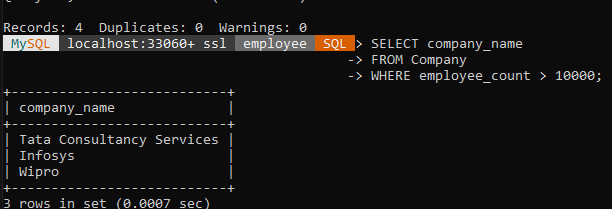 Records: 4  Duplicates: 0  Warnings: 0
MySQL  localhost:33060+ ssl  employee  SQL > SELECT company_name
-> FROM Company
-> WHERE employee_count > 10000;
+---------------------------+
| company_name              |
+---------------------------+
| Tata Consultancy Services |
| Infosys                   |
| Wipro                     |
+---------------------------+
3 rows in set (0.0007 sec)